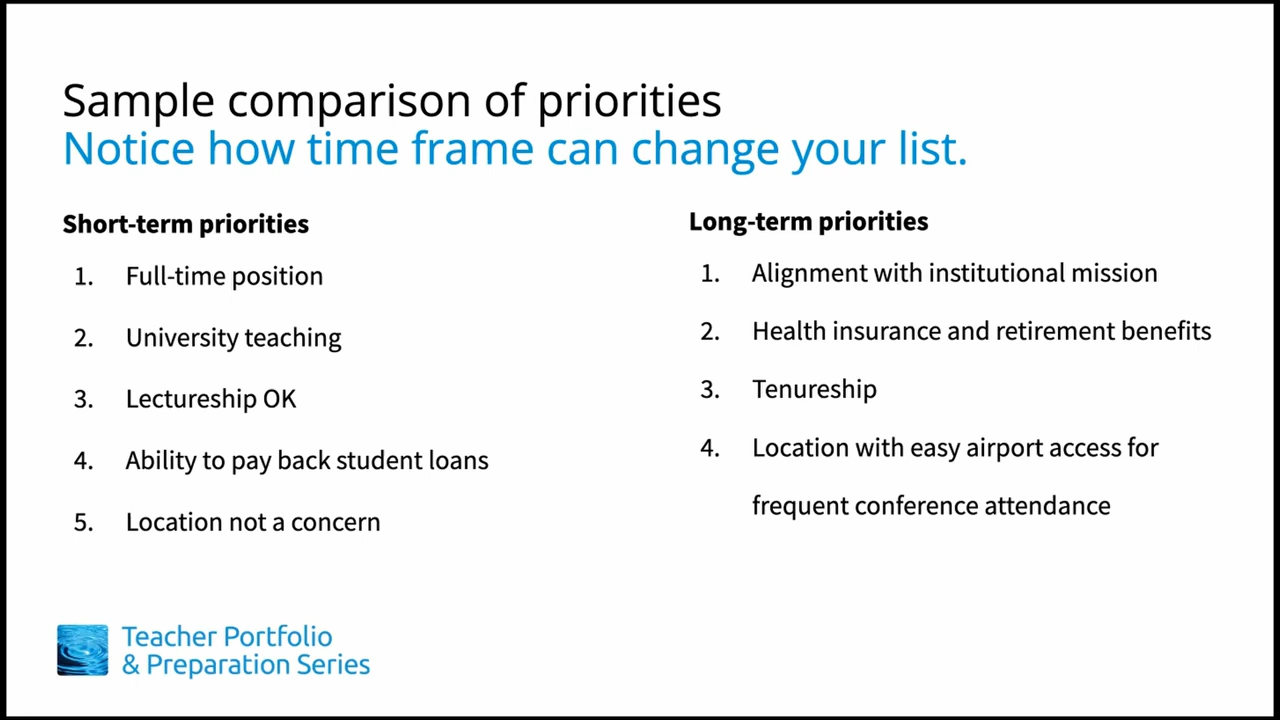 Sample comparison of priorities
Notice how time frame can change your list.
Short-term priorities
1. Full-time position
2. University teaching
3. Lectureship OK
4. Ability to pay back student loans
5. Location not a concern
Long-term priorities
1. Alignment with institutional mission
2. Health insurance and retirement benefits
3. Tenureship
4. Location with easy airport access for
frequent conference attendance
Teacher Portfolio
& Preparation Series